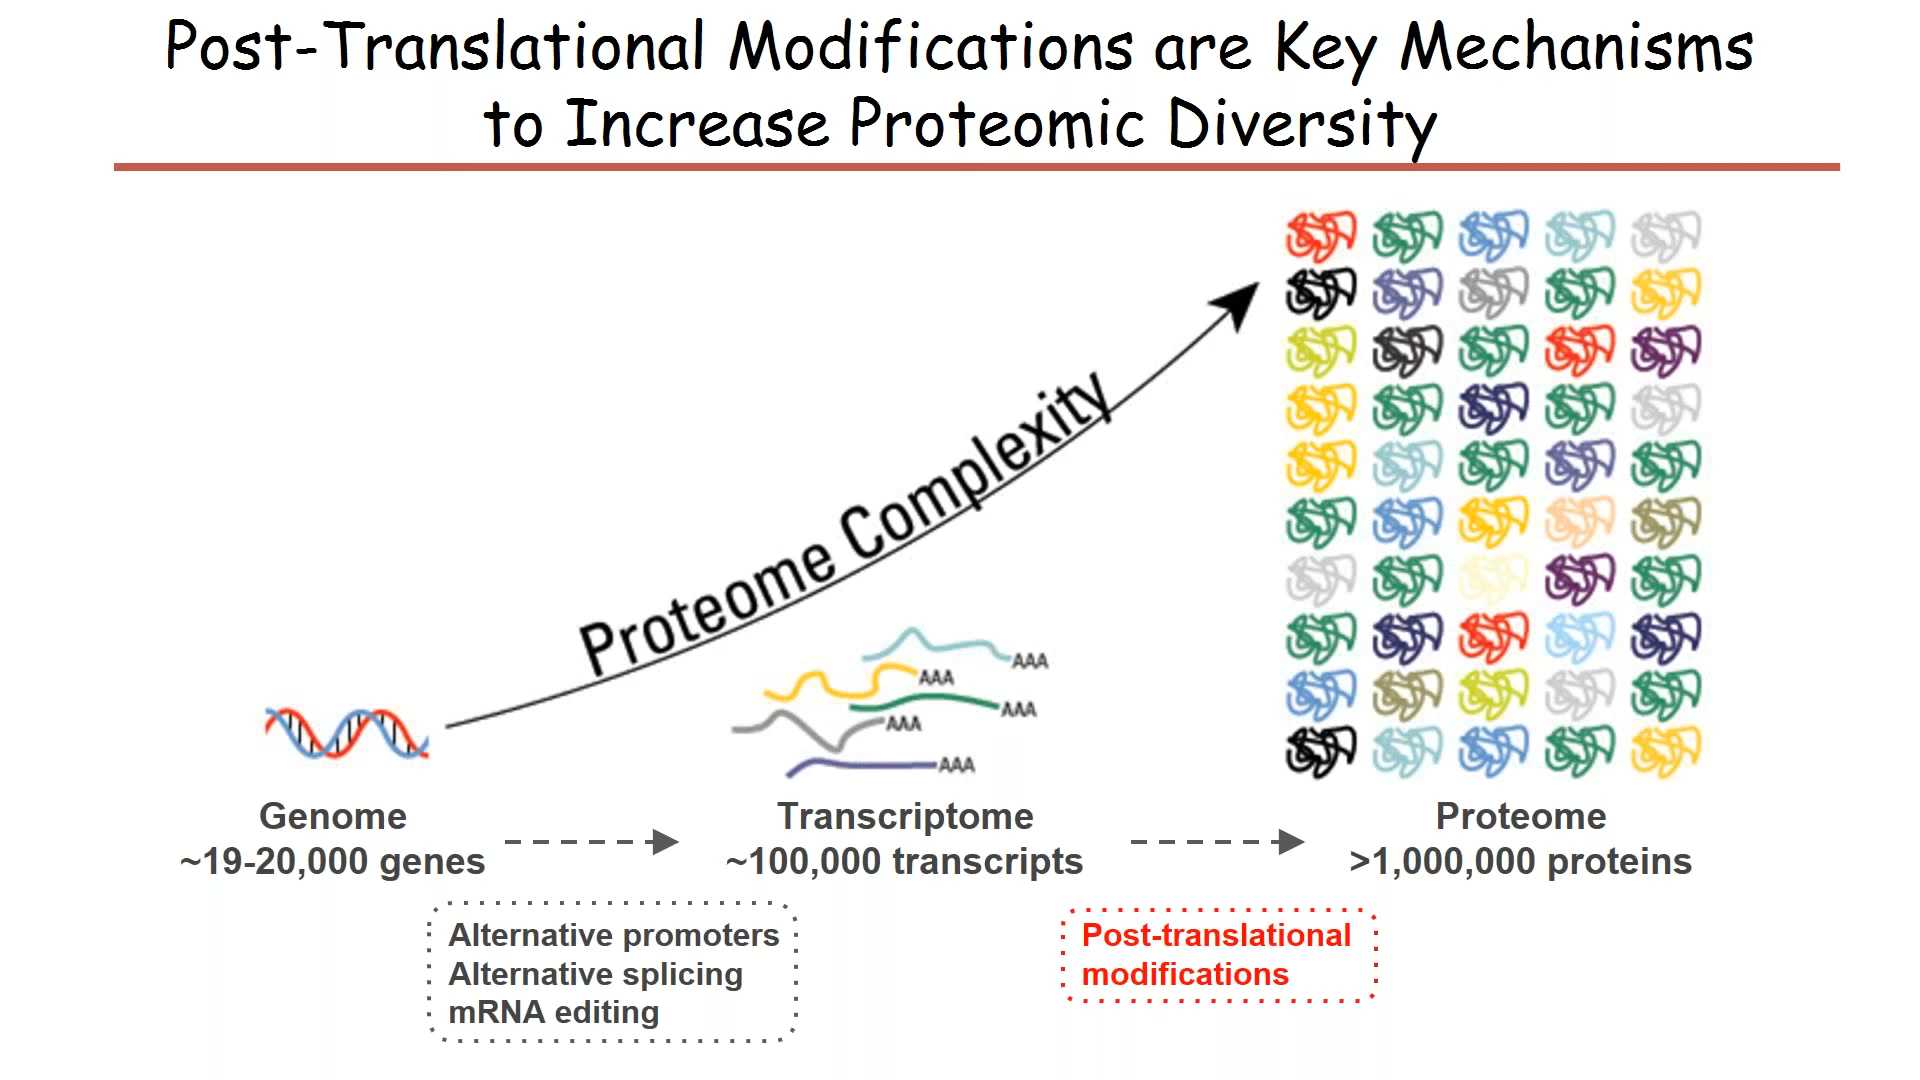 Post-Translational Modifications are Key Mechanisms
to Increase Proteomic Diversity
Proteome Complexity
AAA
AAA
AAA
AAA
AAA
Genome
~19-20,000 genes
Transcriptome
~100,000 transcripts
Proteome
>1,000,000 proteins
Alternative promoters
Alternative splicing
mRNA editing
Post-translational
modifications